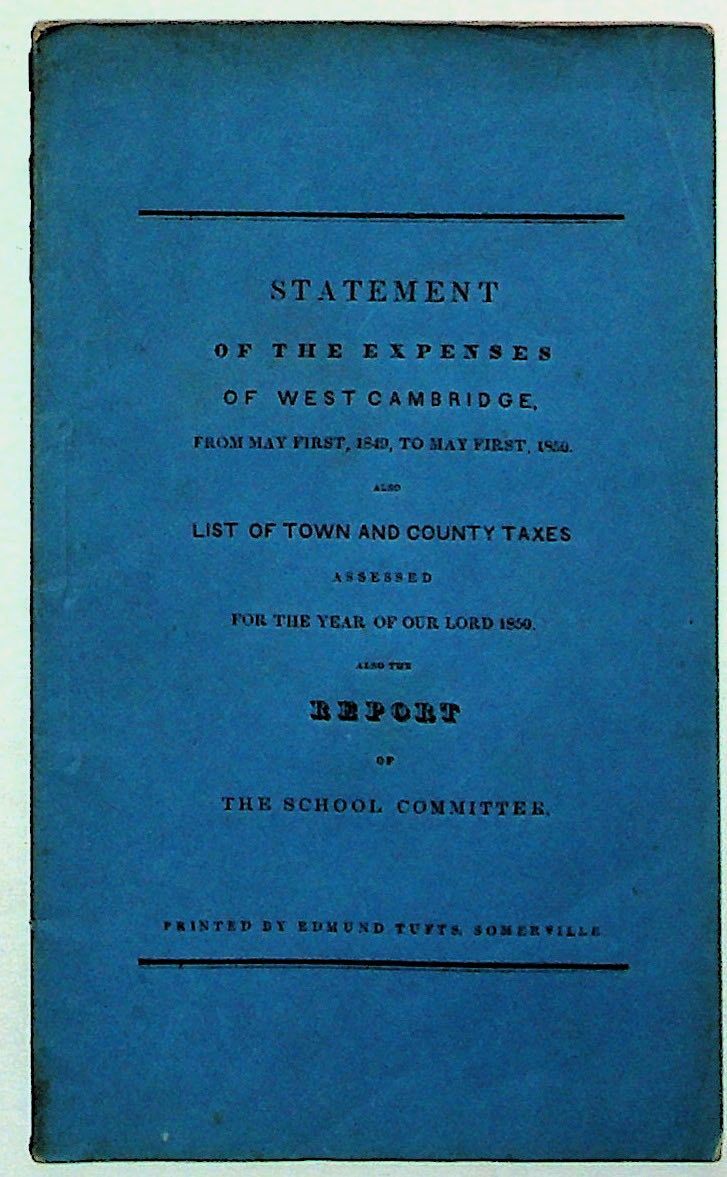 STATEMENT
OF THE EXPENSES
OF WEST CAMBRIDGE,
FROM MAY FIRST, 1849, TO MAY FIRST, 1850.
ALSO
LIST OF TOWN AND COUNTY TAXES
ASSESSED
FOR THE YEAR OF OUR LORD 1850.
ALSO THE
REPORT
OF
THE SCHOOL COMMITTEE.
PRINTED BY EDMUND TUFTS, SOMERVILLE